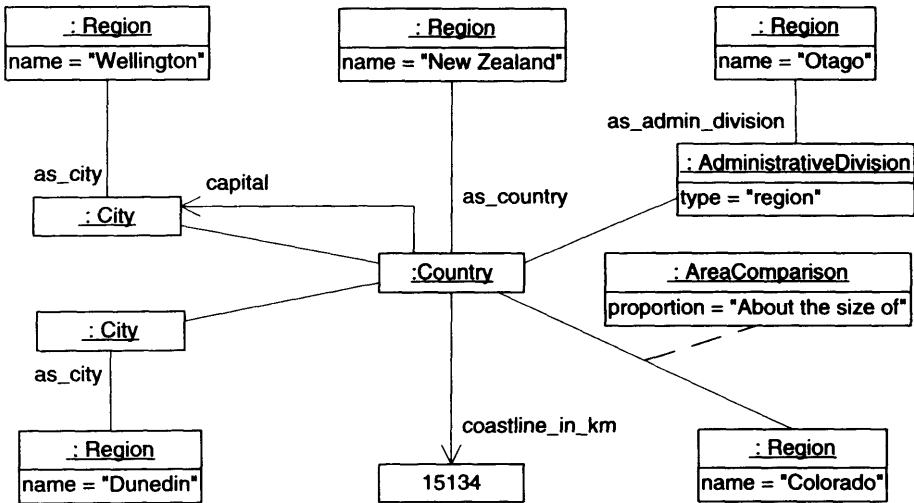 : Region
name = "Wellington"
: Region
name = "New Zealand"
: Region
name = "Otago"
as_admin_division
: AdministrativeDivision
type = "region"
as_city
capital
as_country
: City
:Country
: AreaComparison
proportion = "About the size of"
: City
as_city
coastline_in_km
: Region
name = "Dunedin"
15134
: Region
name = "Colorado"